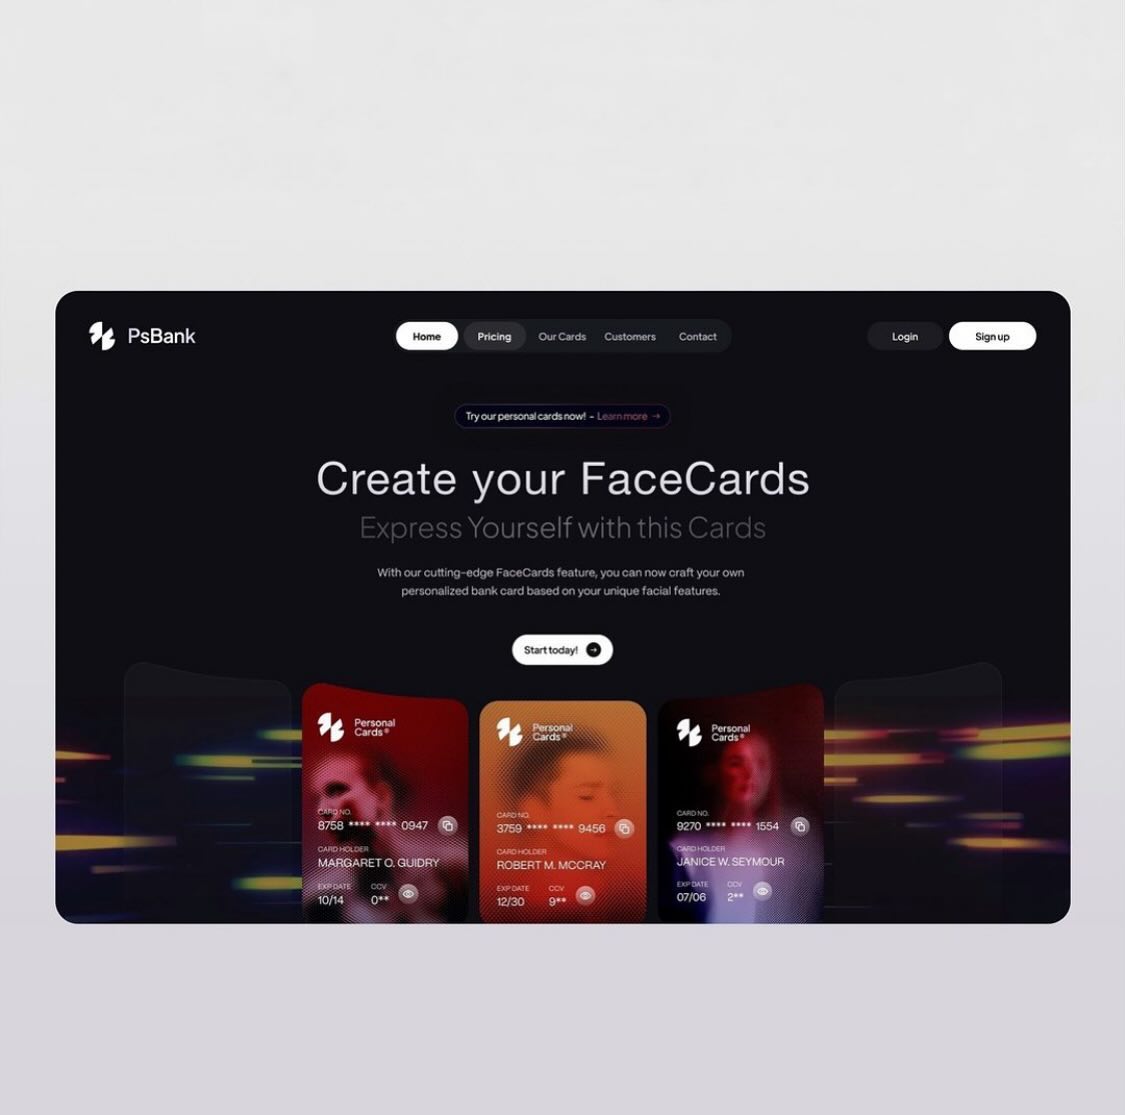 PsBank
Home
Pricing
Our Cards
Customers
Contact
Login
Sign up
Try our personal cards now! - Learn more →
Create your FaceCards
Express Yourself with this Cards
With our cutting-edge FaceCards feature, you can now craft your own
personalized bank card based on your unique facial features.
Start today!
Personal
Cards®
CARD NO.
8758 **** **** 0947
CARD HOLDER
MARGARET O. GUIDRY
EXP DATE
CCV
10/14
0**
Personal
Cards®
CARD NO.
3759 **** **** 9456
CARD HOLDER
ROBERT M. MCCRAY
EXP DATE
CCV
12/30
9**
Personal
Cards®
CARD NO.
9270 **** **** 1554
CARD HOLDER
JANICE W. SEYMOUR
EXP DATE
CCV
07/06
2**